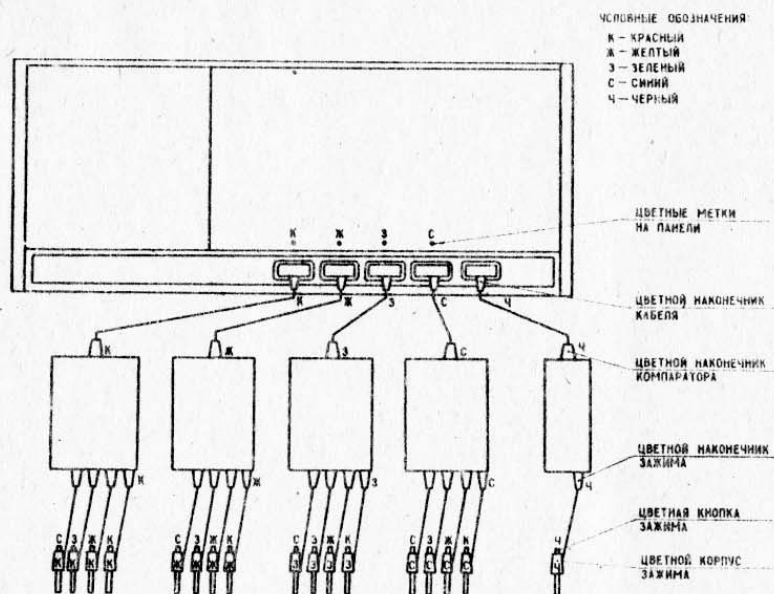 УСЛОВНЫЕ ОБОЗНАЧЕНИЯ
К – КРАСНЫЙ
Ж – ЖЕЛТЫЙ
З – ЗЕЛЕНЫЙ
С – СИНИЙ
Ч – ЧЕРНЫЙ
К Ж З С
ЦВЕТНЫЕ МЕТКИ
НА ПАНЕЛИ
К Ж З С Ч
ЦВЕТНОЙ НАКОНЕЧНИК
КАБЕЛЯ
К Ж З С Ч
ЦВЕТНОЙ НАКОНЕЧНИК
КОМПАРАТОРА
К Ж З С Ч
ЦВЕТНОЙ НАКОНЕЧНИК
ЗАЖИМА
С З Ж К С З Ж К С З Ж К С З Ж К Ч
ЦВЕТНАЯ КНОПКА
ЗАЖИМА
К К К К Ж Ж Ж Ж З З З З С С С С Ч
ЦВЕТНОЙ КОРПУС
ЗАЖИМА